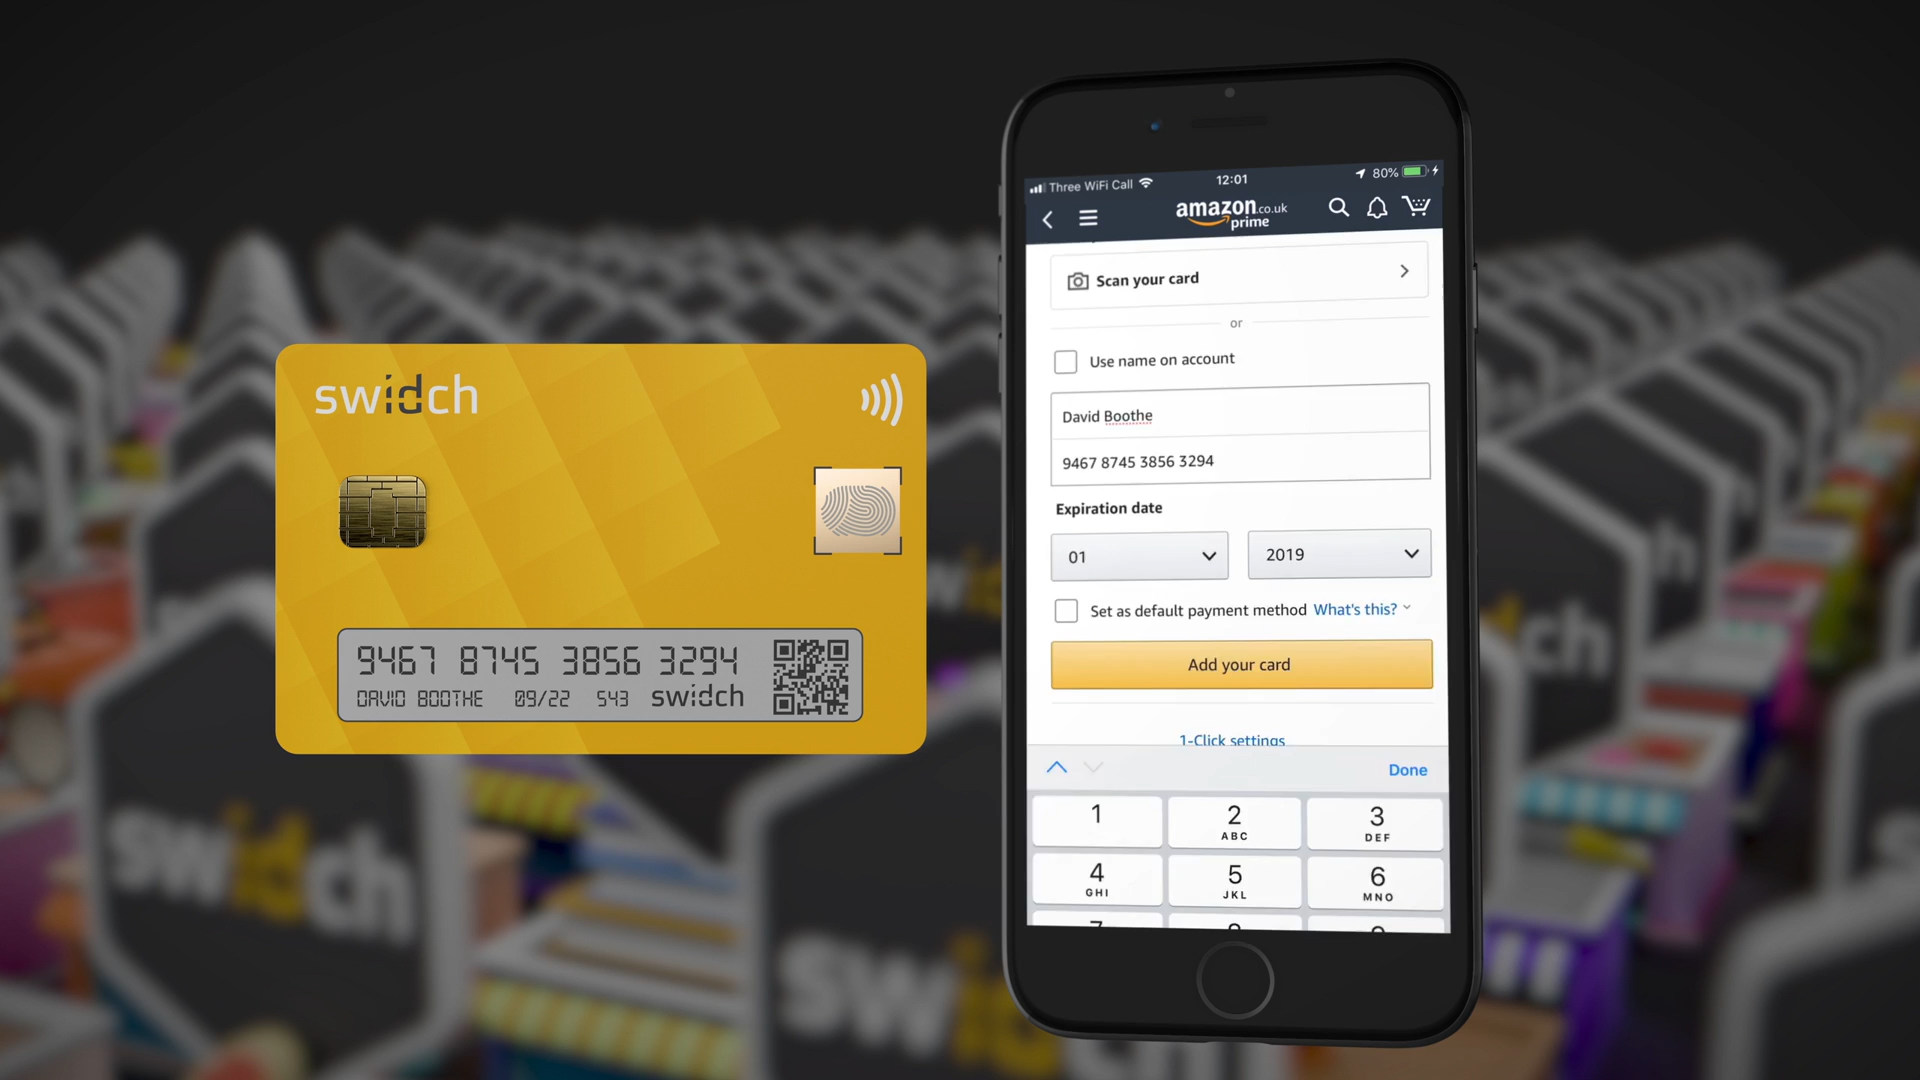 swidch
9467 8745 3856 3294
DAVID BOOTHE 09/22 543 swidch
Three WiFi Call 12:01 80%
amazon.co.uk
prime
Scan your card
or
Use name on account
David Boothe
9467 8745 3856 3294
Expiration date
01 2019
Set as default payment method What's this?
Add your card
1-Click settings
Done
1 2 3
ABC DEF
4 5 6
GHI JKL MNO
swidch
swidch
ch